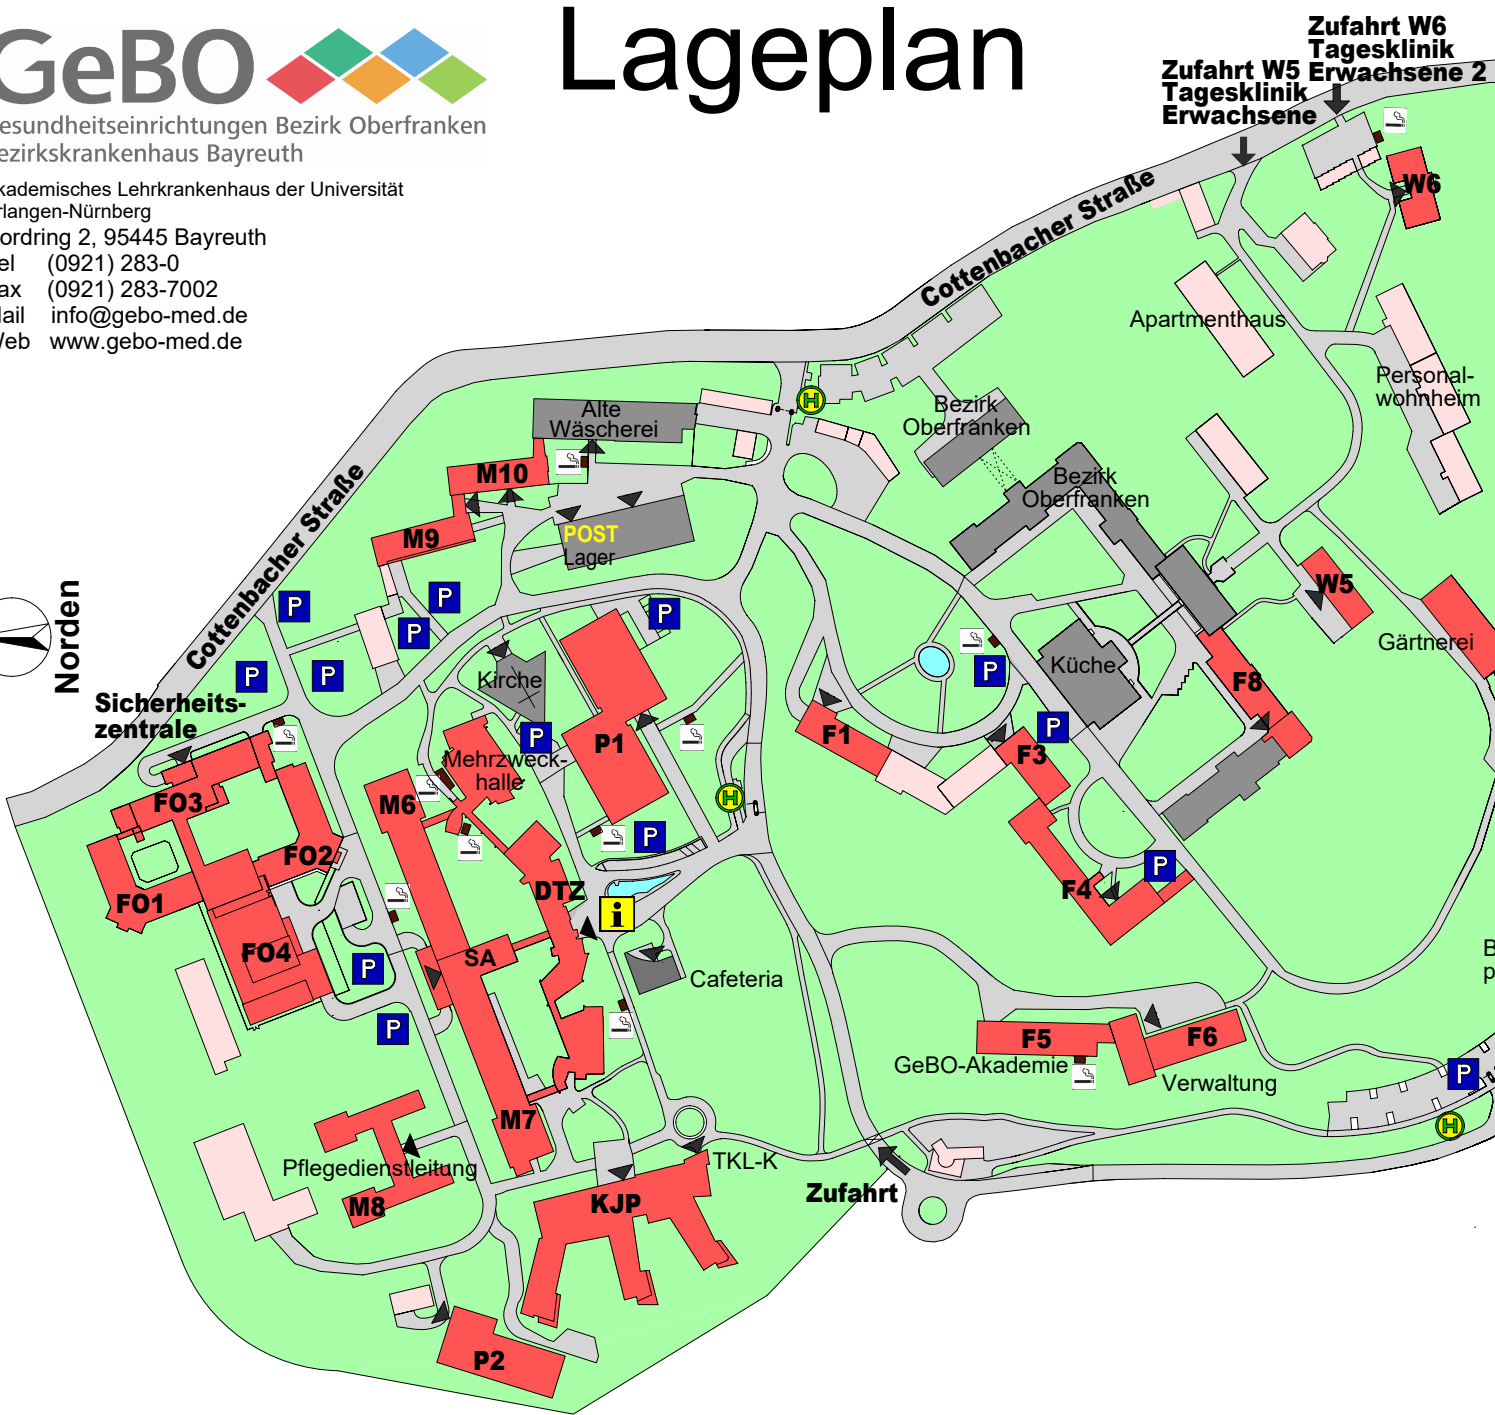 Lageplan
GeBO
esundheitseinrichtungen Bezirk Oberfranken
ezirkskrankenhaus Bayreuth
kademisches Lehrkrankenhaus der Universität
rlangen-Nürnberg
ordring 2, 95445 Bayreuth
el (0921) 283-0
ax (0921) 283-7002
ail info@gebo-med.de
eb www.gebo-med.de
Zufahrt W6
Tagesklinik
Erwachsene 2
Zufahrt W5
Tagesklinik
Erwachsene
W6
Cottenbacher Straße
Apartmenthaus
Personal-
wohnheim
H
Alte
Wäscherei
Bezirk
Oberfranken
Bezirk
Oberfranken
M10
M9
POST
Lager
Cottenbacher Straße
Norden
P
P
P
P
P
P
W5
Gärtnerei
Küche
P
F8
Kirche
Sicherheits-
zentrale
P
P1
F1
F3
P
Mehrzweck-
halle
M6
H
FO3
P
FO2
FO1
DTZ
F4
P
i
FO4
SA
P
Cafeteria
B
p
P
F5
F6
GeBO-Akademie
Verwaltung
P
H
M7
Pflegedienstleitung
TKL-K
M8
KJP
Zufahrt
P2